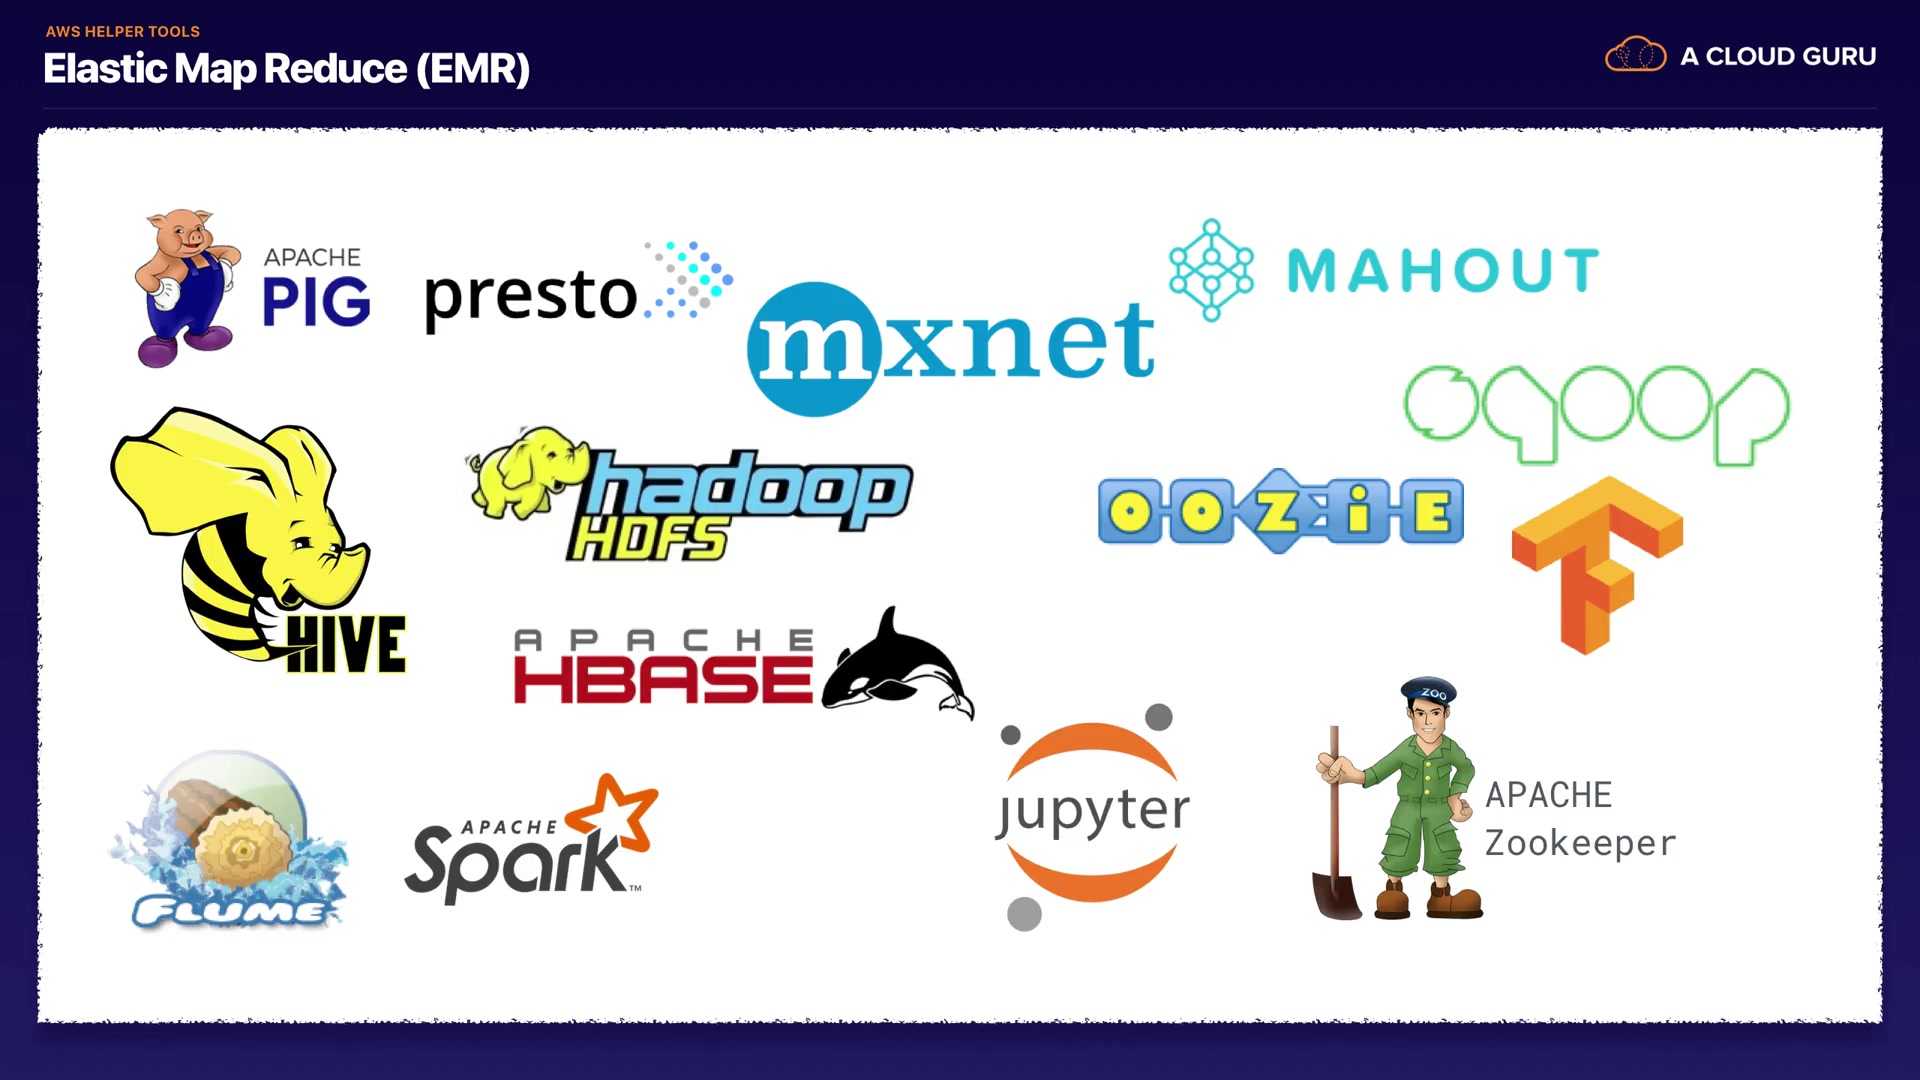 AWS HELPER TOOLS
Elastic Map Reduce (EMR)
A CLOUD GURU
APACHE
PIG
presto
mxnet
MAHOUT
sqoop
HIVE
hadoop
HDFS
OOZiE
APACHE
HBASE
ZOO
FLUME
APACHE
Spark™
jupyter
APACHE
Zookeeper